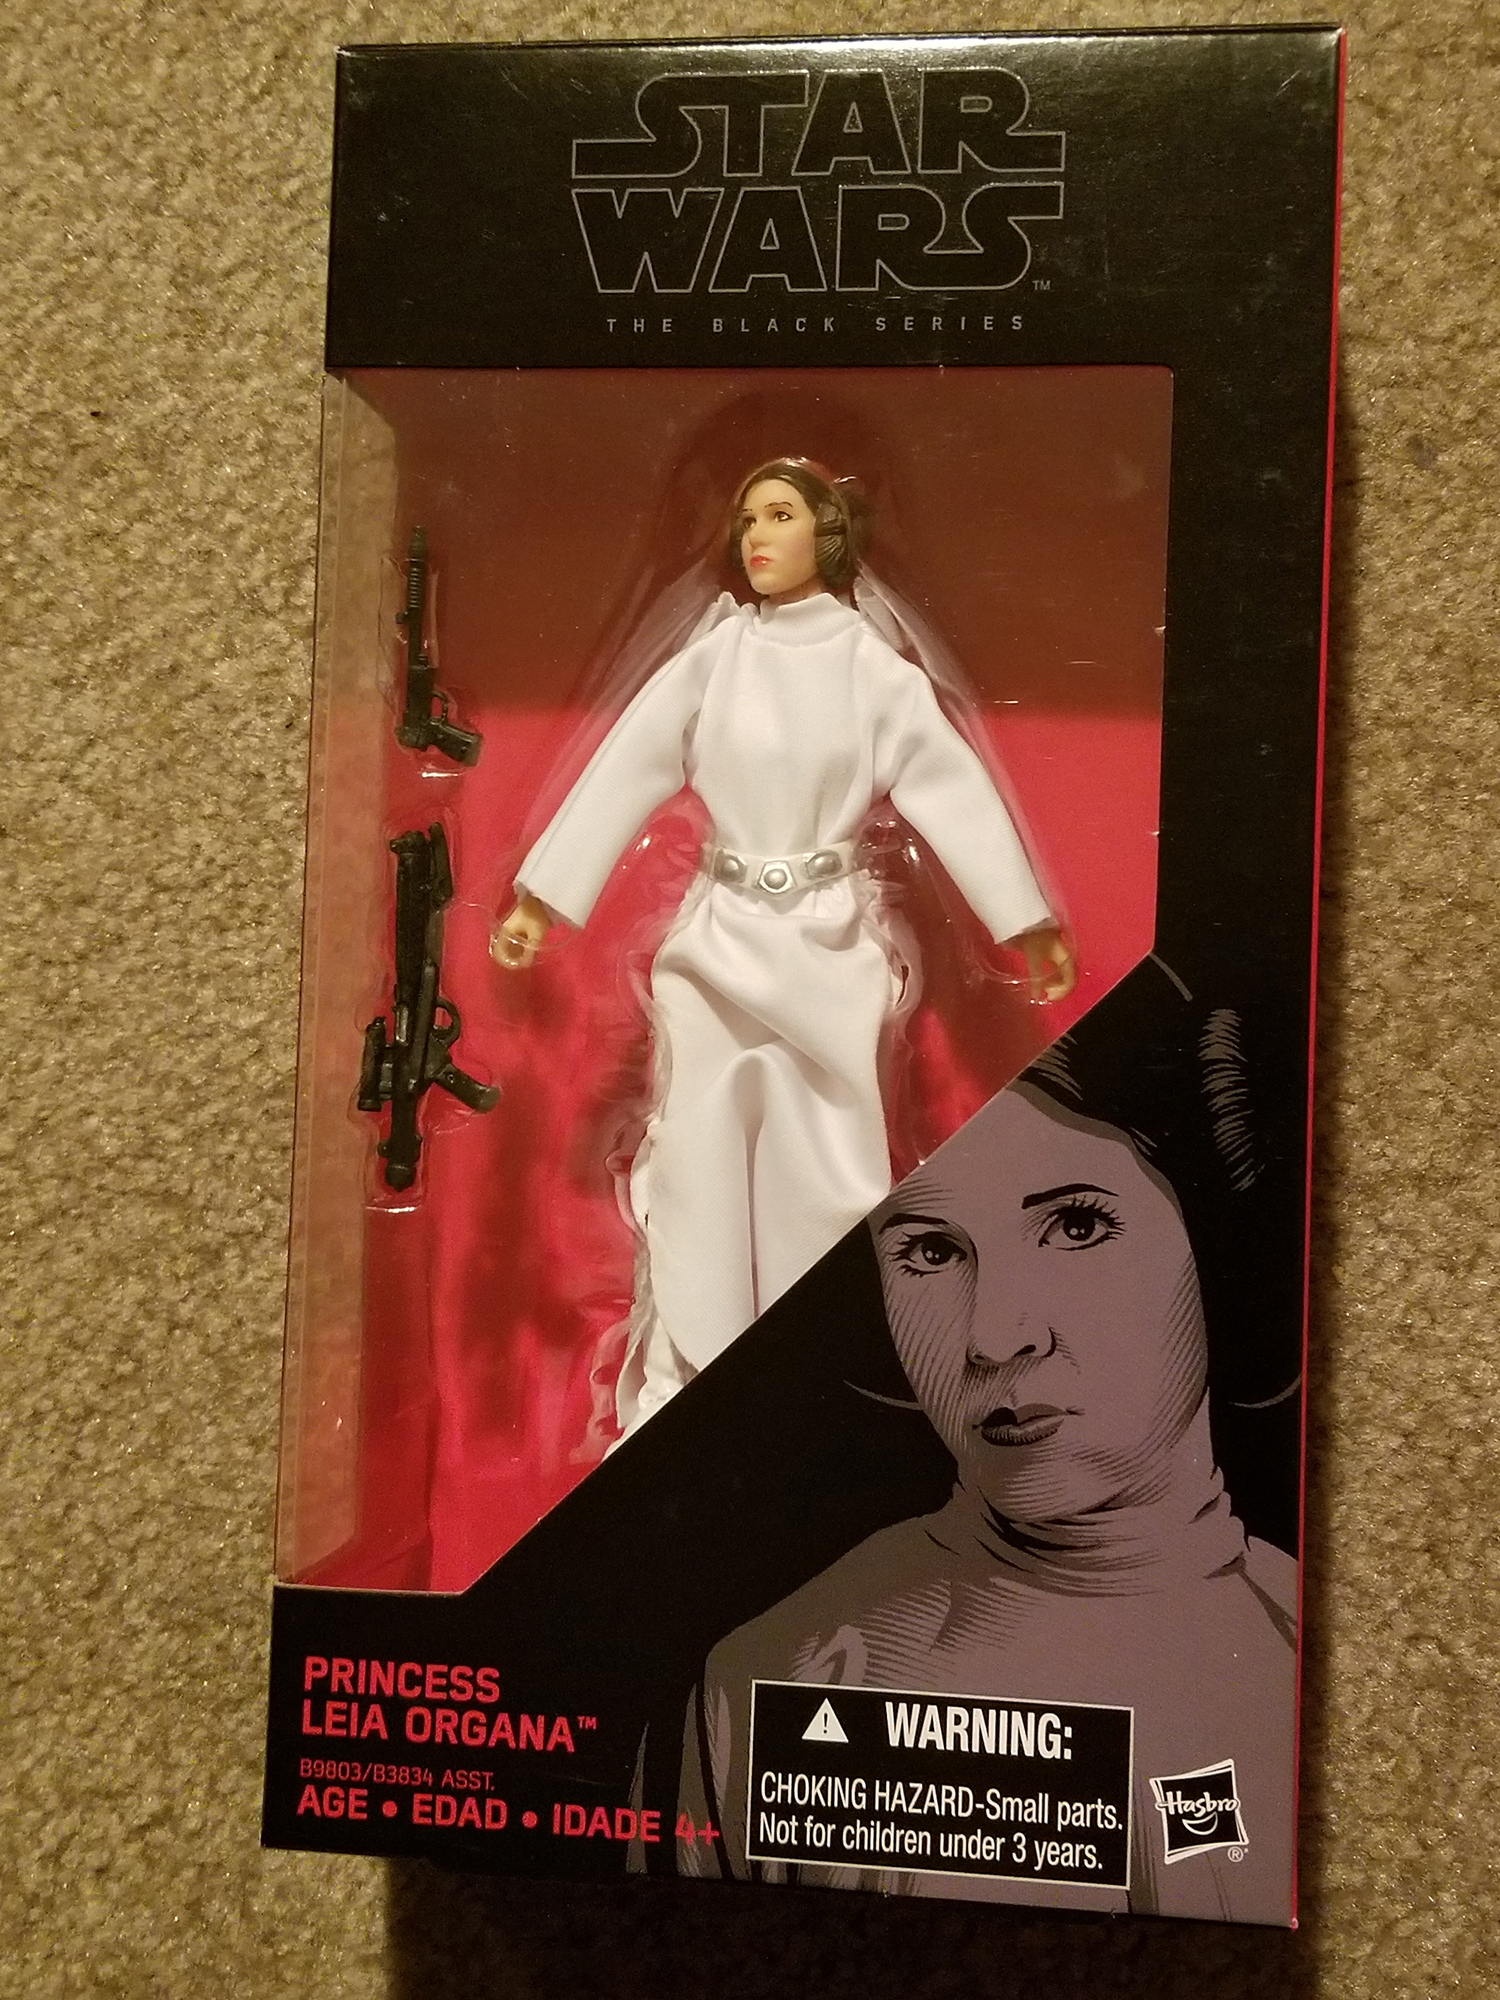 STAR
WARS™
THE BLACK SERIES
PRINCESS
LEIA ORGANA™
B9803/B3834 ASST.
AGE • EDAD • IDADE 4+
WARNING:
CHOKING HAZARD-Small parts.
Not for children under 3 years.
Hasbro
®